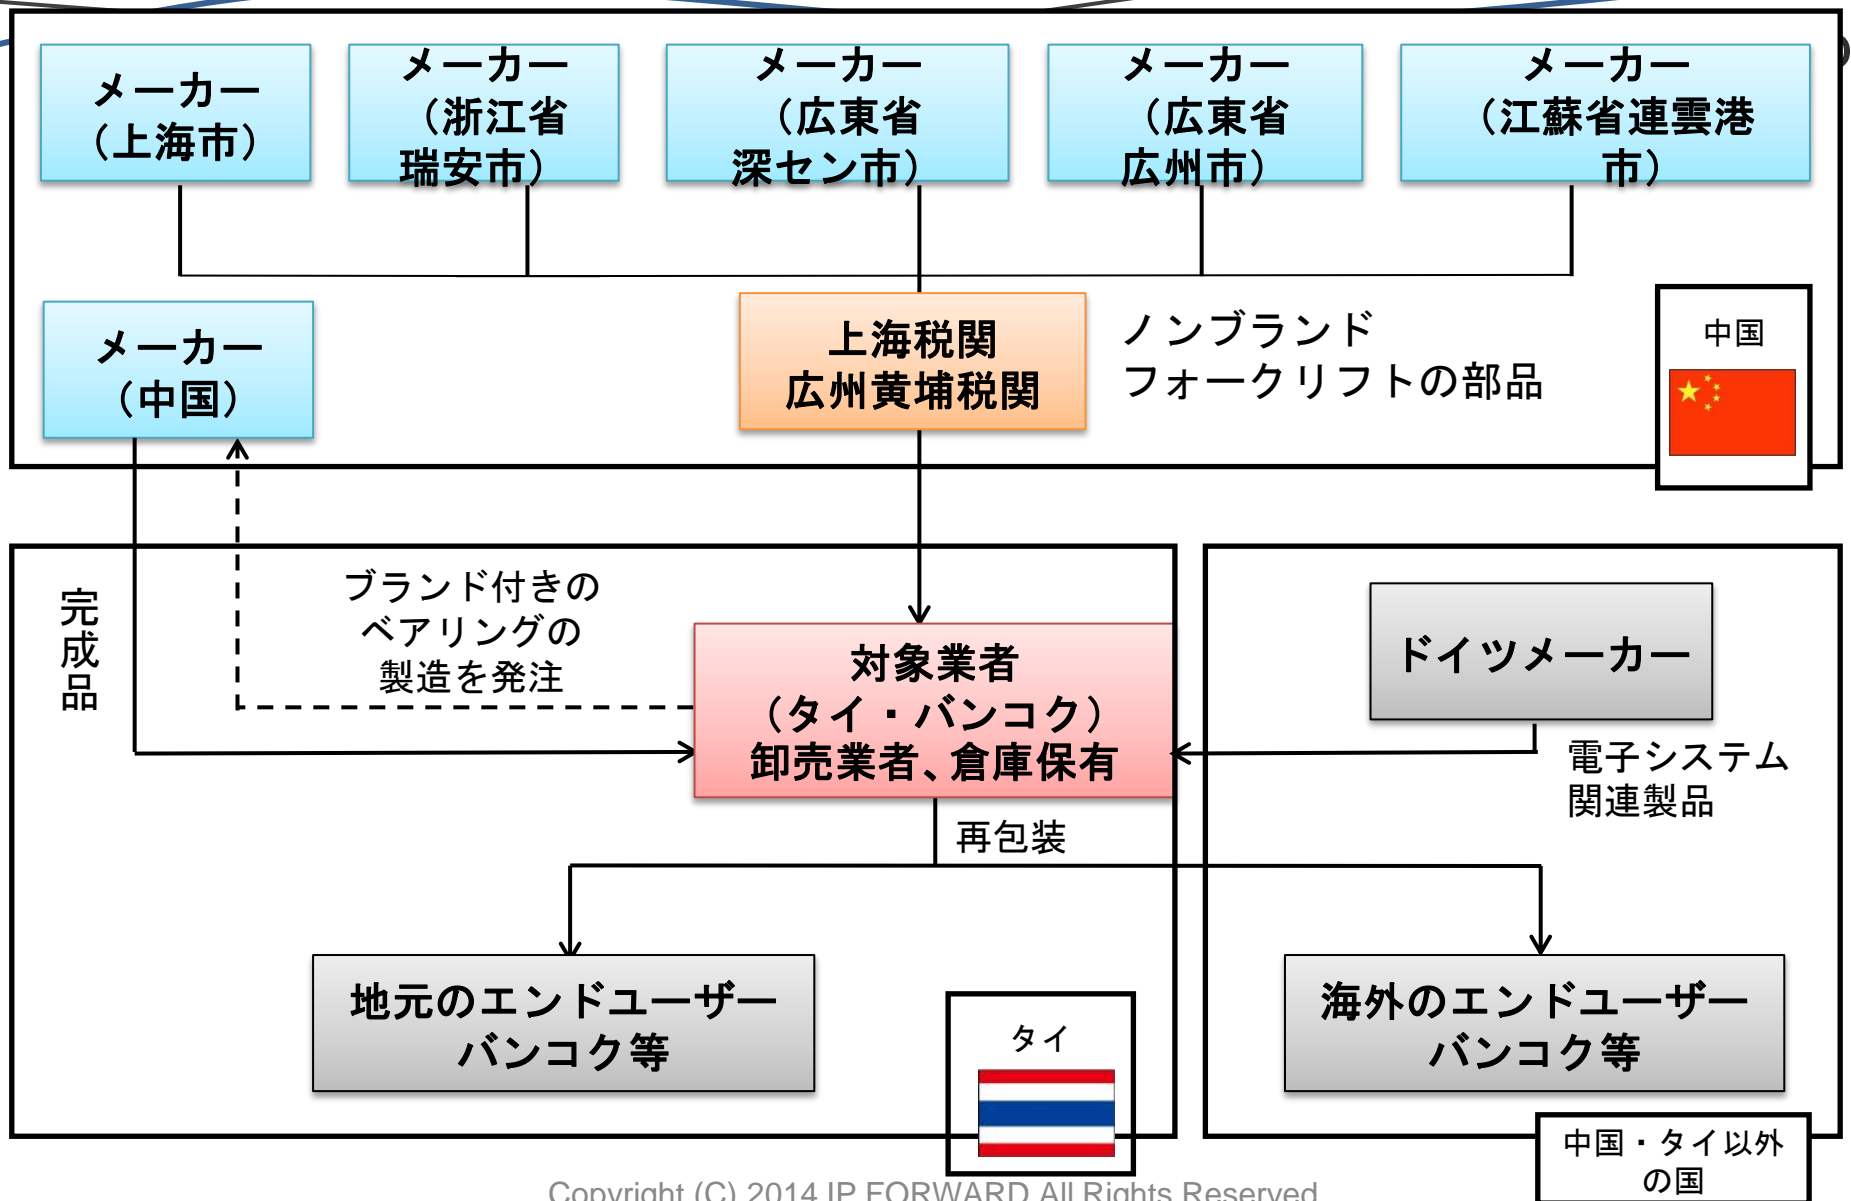 メーカー
（上海市）
メーカー
（浙江省
瑞安市）
メーカー
（広東省
深セン市）
メーカー
（広東省
広州市）
メーカー
（江蘇省連雲港
市）
メーカー
（中国）
上海税関
広州黄埔税関
ノンブランド
フォークリフトの部品
中国
完成品
ブランド付きの
ベアリングの
製造を発注
対象業者
（タイ・バンコク）
卸売業者、倉庫保有
ドイツメーカー
電子システム
関連製品
再包装
地元のエンドユーザー
バンコク等
タイ
海外のエンドユーザー
バンコク等
中国・タイ以外
の国
Copyright (C) 2014 IP FORWARD All Rights Reserved